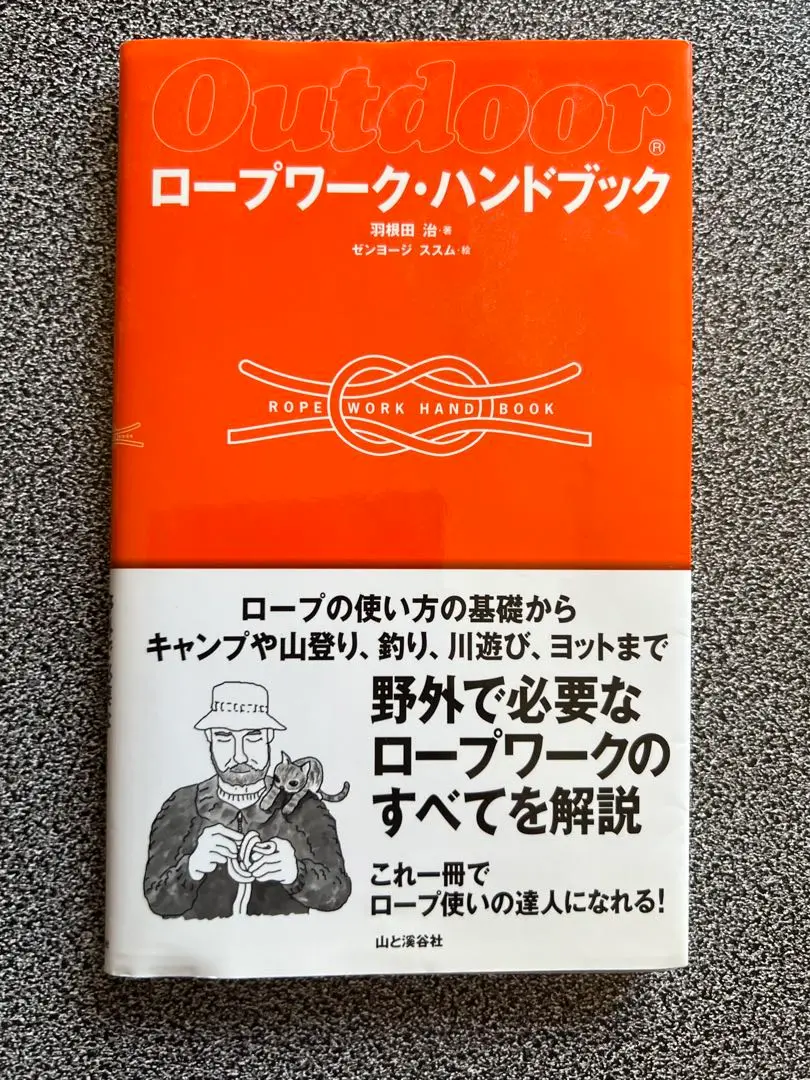 Outdoor®
ロープワーク・ハンドブック
羽根田 治・著
ゼンヨージ ススム・絵
ROPE WORK HAND BOOK
ロープの使い方の基礎から
キャンプや山登り、釣り、川遊び、ヨットまで
野外で必要な
ロープワークの
すべてを解説
これ一冊で
ロープ使いの達人になれる!
山と溪谷社